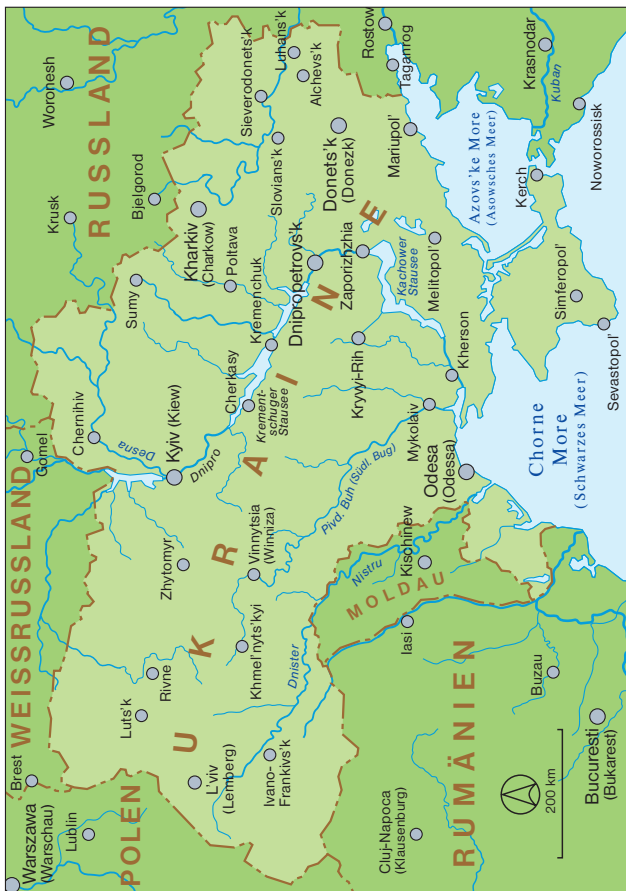 WEISSRUSSLAND
RUSSLAND
POLEN
UKRAINE
MOLDAU
RUMÄNIEN
Warszawa
(Warschau)
Brest
Lublin
Gomel
Krusk
Woronesh
Chernihiv
Desna
Sumy
Bjelgorod
Luts'k
Rivne
Zhytomyr
Kyiv (Kiew)
Dnipro
Kharkiv
(Charkow)
Poltava
L'viv
(Lemberg)
Khmel'nyts'kyi
Vinnytsia
(Winniza)
Cherkasy
Krement-
schuger
Stausee
Kremenchuk
Sieverodonets'k
Slovians'k
Luhans'k
Alchevs'k
Ivano-
Frankivs'k
Dnister
Pivd. Buh (Südl. Bug)
Dnipropetrovs'k
Donets'k
(Donezk)
Kryvyi-Rih
Zaporizhzhia
Kachower
Stausee
Nistru
Kischinew
Iasi
Mykolaiv
Kherson
Melitopol'
Mariupol'
Taganrog
Rostow
Odesa
(Odessa)
Azovs'ke More
(Asowsches Meer)
Cluj-Napoca
(Klausenburg)
Chorne
More
(Schwarzes Meer)
Kerch
Krasnodar
Kuban
Simferopol'
Sevastopol'
Noworossisk
Buzau
Bucuresti
(Bukarest)
200 km